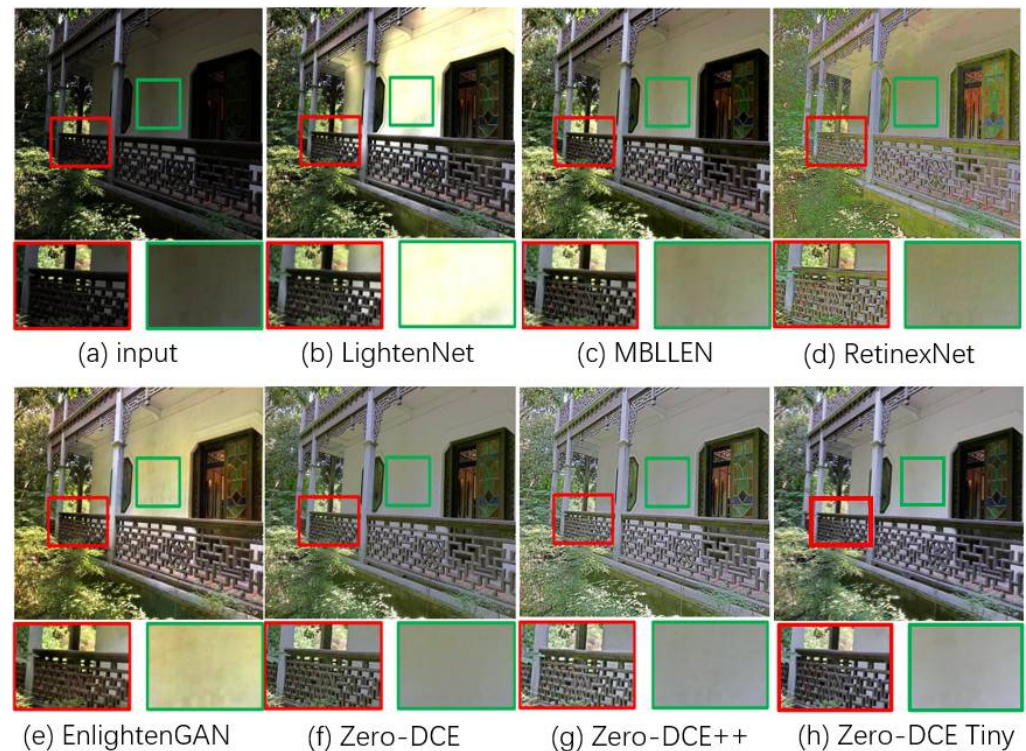 (a) input
(b) LightenNet
(c) MBLLEN
(d) RetinexNet
(e) EnlightenGAN
(f) Zero-DCE
(g) Zero-DCE++
(h) Zero-DCE Tiny